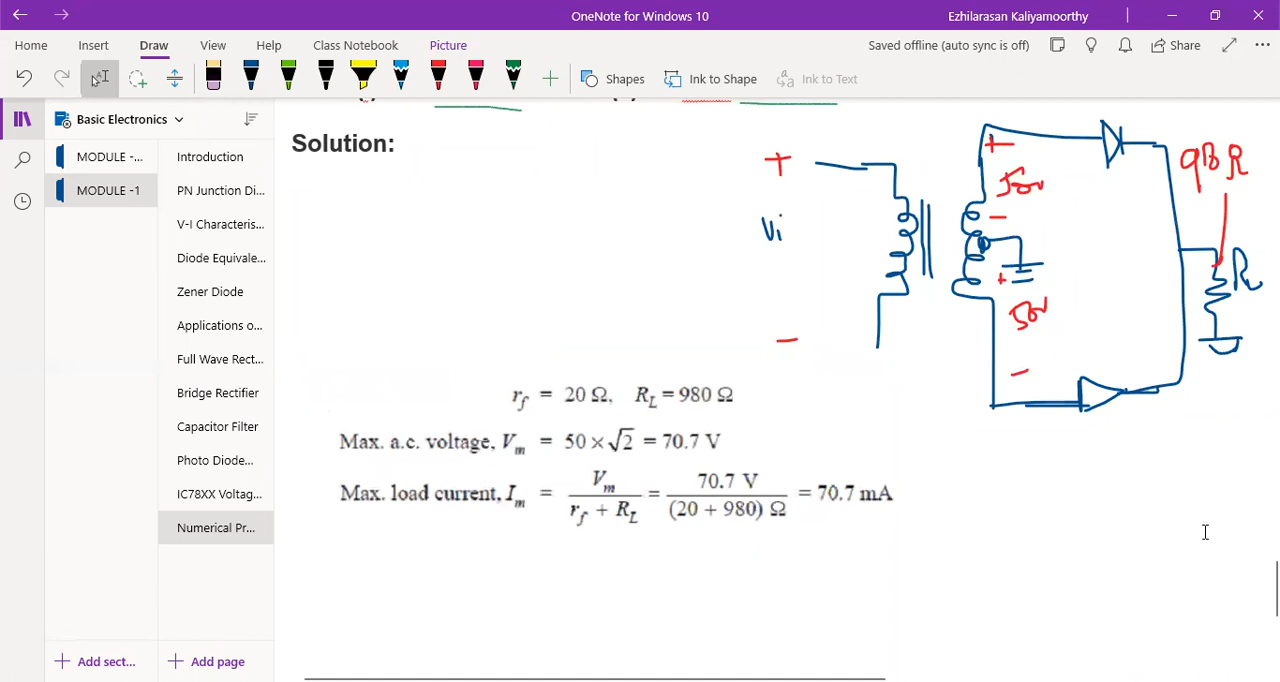 OneNote for Windows 10
Ezhilarasan Kaliyamoorthy
Home Insert Draw View Help Class Notebook Picture
Saved offline (auto sync is off) Share
Shapes Ink to Shape Ink to Text
Basic Electronics
MODULE -...
MODULE -1
Introduction
PN Junction Di...
V-I Characteris...
Diode Equivale...
Zener Diode
Applications o...
Full Wave Rect...
Bridge Rectifier
Capacitor Filter
Photo Diode...
IC78XX Voltag...
Numerical Pr...
Add sect...
Add page
Solution:
+
Vi
-
+
50v
-
+
50v
-
R
r_f = 20 Ω, R_L = 980 Ω
Max. a.c. voltage, V_m = 50 × √2 = 70.7 V
Max. load current, I_m = V_m / (r_f + R_L) = 70.7 V / (20 + 980) Ω = 70.7 mA